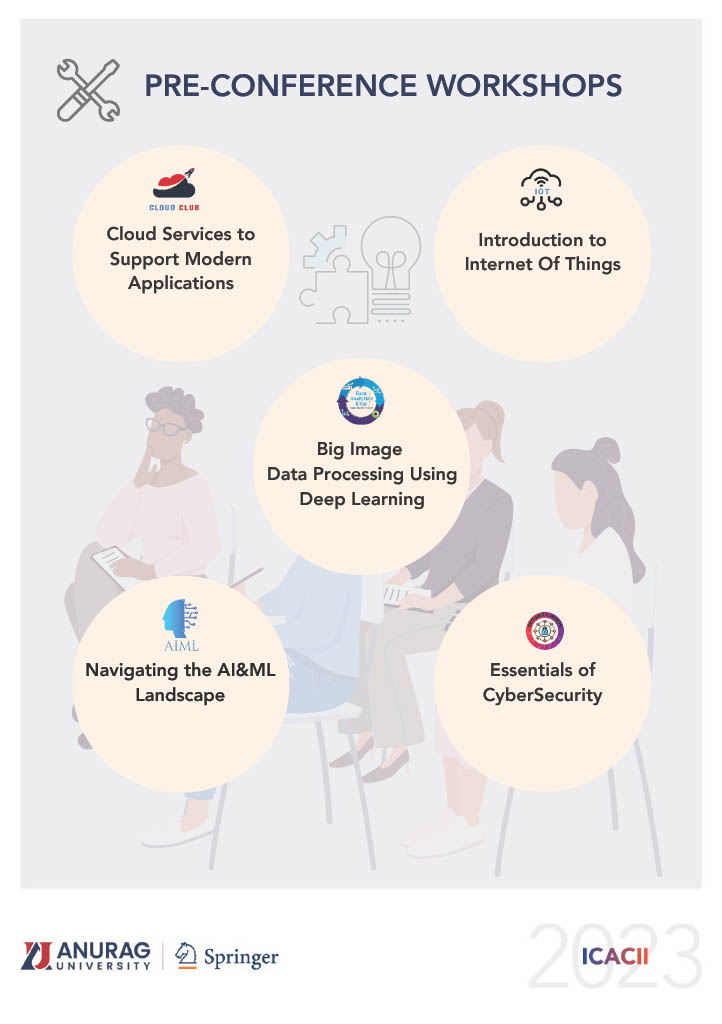 PRE-CONFERENCE WORKSHOPS
CLOUD CLUB
Cloud Services to
Support Modern
Applications
IOT
Introduction to
Internet Of Things
Data
Analytics
Club
Big Image
Data Processing Using
Deep Learning
AIML
Navigating the AI&ML
Landscape
Essentials of
CyberSecurity
ANURAG
UNIVERSITY
Springer
2023
ICACII